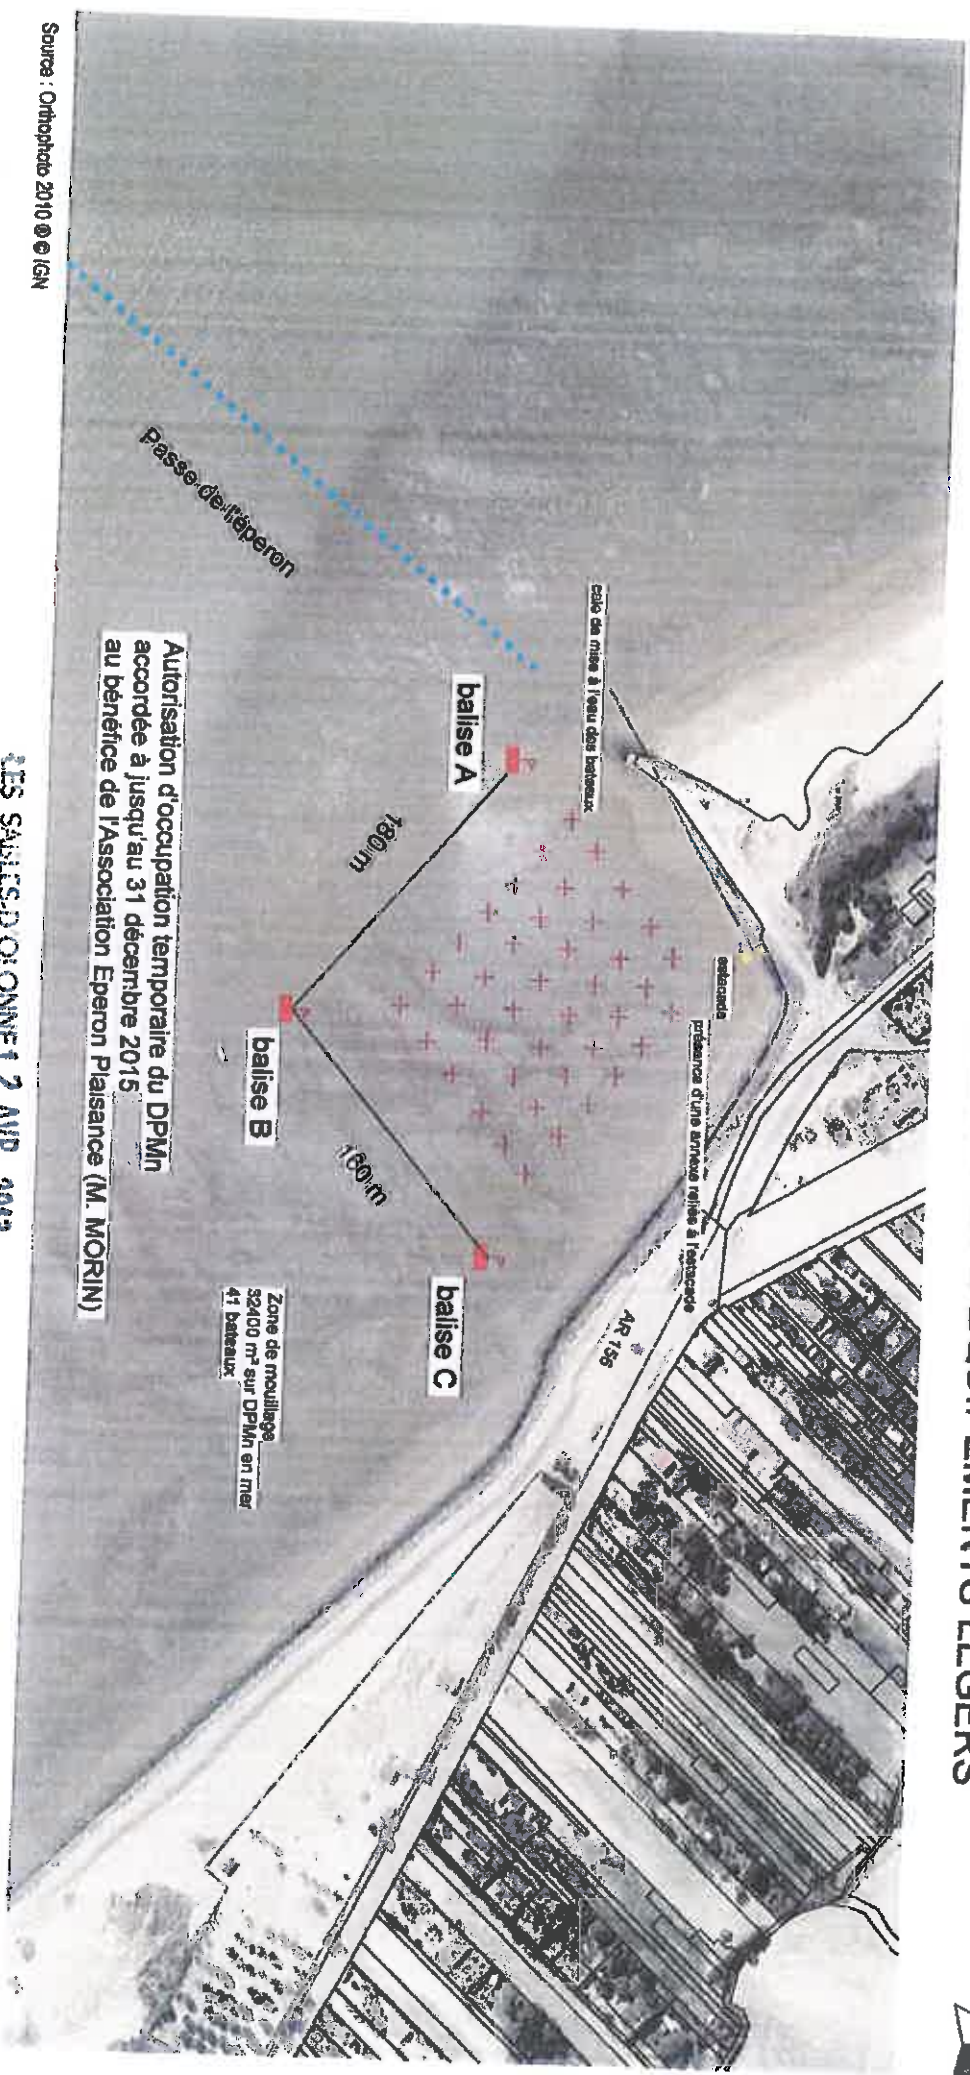 EMENTS LEGERS
cale de mise à l'eau des bateaux
estacade
présence d'une annexe reliée à l'estacade
AR 156
Passe de l'éperon
balise A
180 m
balise B
180 m
balise C
Zone de mouillage
32400 m² sur DPMn en mer
41 bateaux
Autorisation d'occupation temporaire du DPMn
accordée à jusqu'au 31 décembre 2015
au bénéfice de l'Association Eperon Plaisance (M. MORIN)
Source : Orthophoto 2010 © IGN
LES SABLES-D'OLONNE